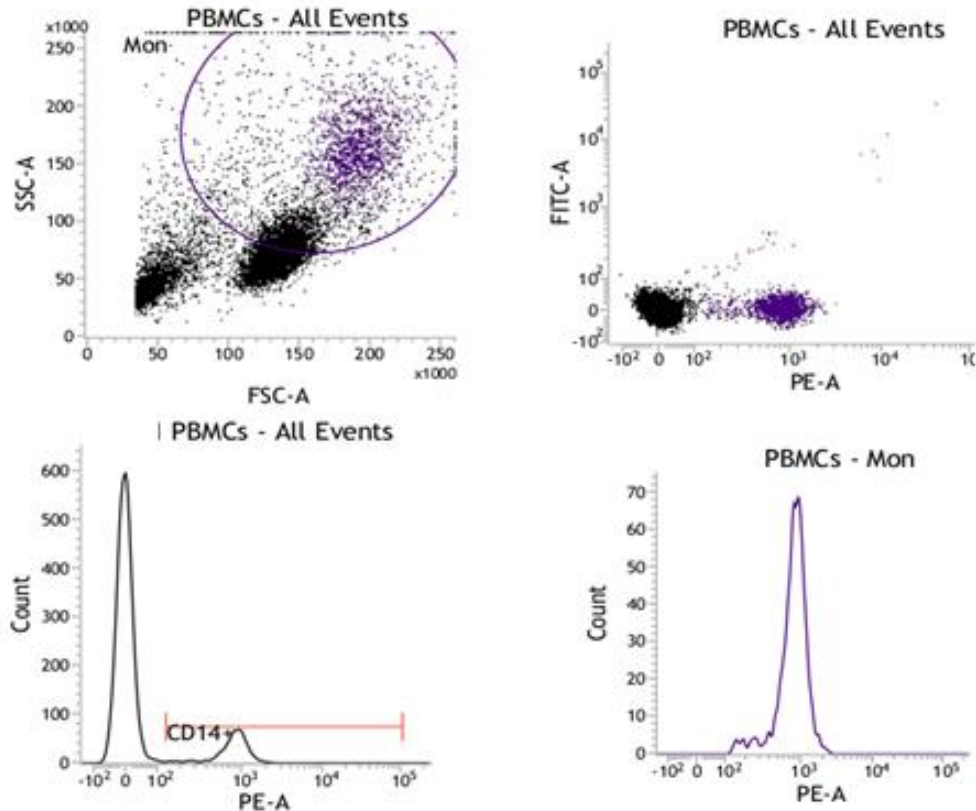 PBMCs - All Events
x1000
Mon
250
200
150
100
50
0
SSC-A
0 50 100 150 200 250
x1000
FSC-A
PBMCs - All Events
10⁵
10⁴
10³
10²
0
-10²
FITC-A
-10² 0 10² 10³ 10⁴
PE-A
| PBMCs - All Events
600
500
400
300
200
100
0
Count
CD14+
-10² 0 10² 10³ 10⁴ 10⁵
PE-A
PBMCs - Mon
70
60
50
40
30
20
10
0
Count
-10² 0 10² 10³ 10⁴ 10⁵
PE-A